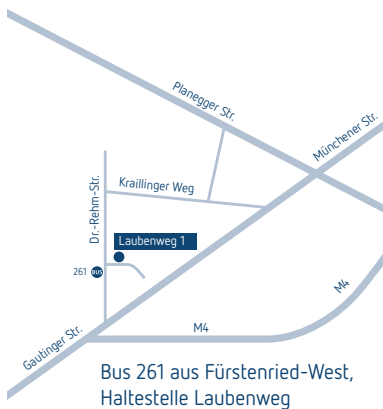 Planegger Str.
Münchener Str.
Kraillinger Weg
Dr.-Rehm-Str.
Laubenweg 1
261 BUS
M4
M4
Gautinger Str.
Bus 261 aus Fürstenried-West,
Haltestelle Laubenweg